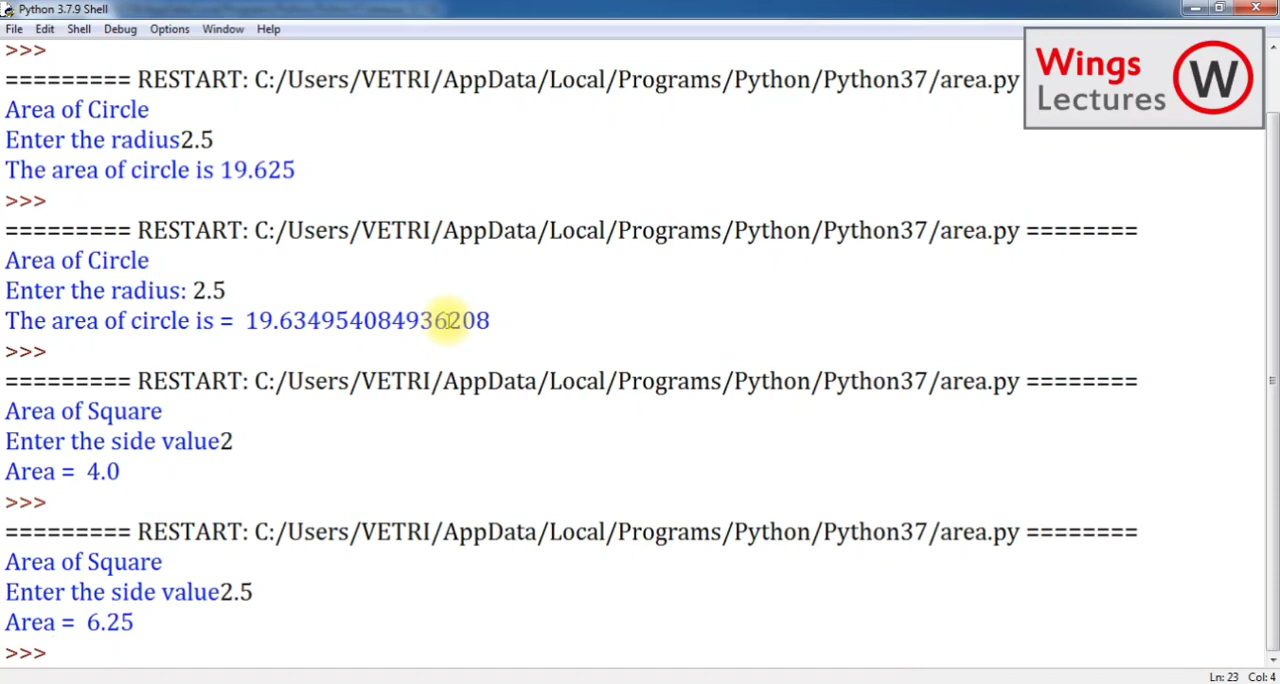 Python 3.7.9 Shell
File Edit Shell Debug Options Window Help
>>>
========= RESTART: C:/Users/VETRI/AppData/Local/Programs/Python/Python37/area.py
Wings
Lectures
W
Area of Circle
Enter the radius2.5
The area of circle is 19.625
>>>
========= RESTART: C:/Users/VETRI/AppData/Local/Programs/Python/Python37/area.py ========
Area of Circle
Enter the radius: 2.5
The area of circle is =  19.634954084936208
>>>
========= RESTART: C:/Users/VETRI/AppData/Local/Programs/Python/Python37/area.py ========
Area of Square
Enter the side value2
Area =  4.0
>>>
========= RESTART: C:/Users/VETRI/AppData/Local/Programs/Python/Python37/area.py ========
Area of Square
Enter the side value2.5
Area =  6.25
>>>
Ln: 23 Col: 4